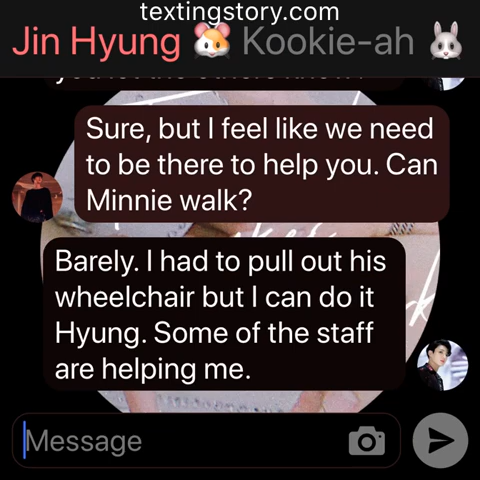 textingstory.com
Jin Hyung 🐹 Kookie-ah 🐰
Sure, but I feel like we need
to be there to help you. Can
Minnie walk?
Barely. I had to pull out his
wheelchair but I can do it
Hyung. Some of the staff
are helping me.
Message